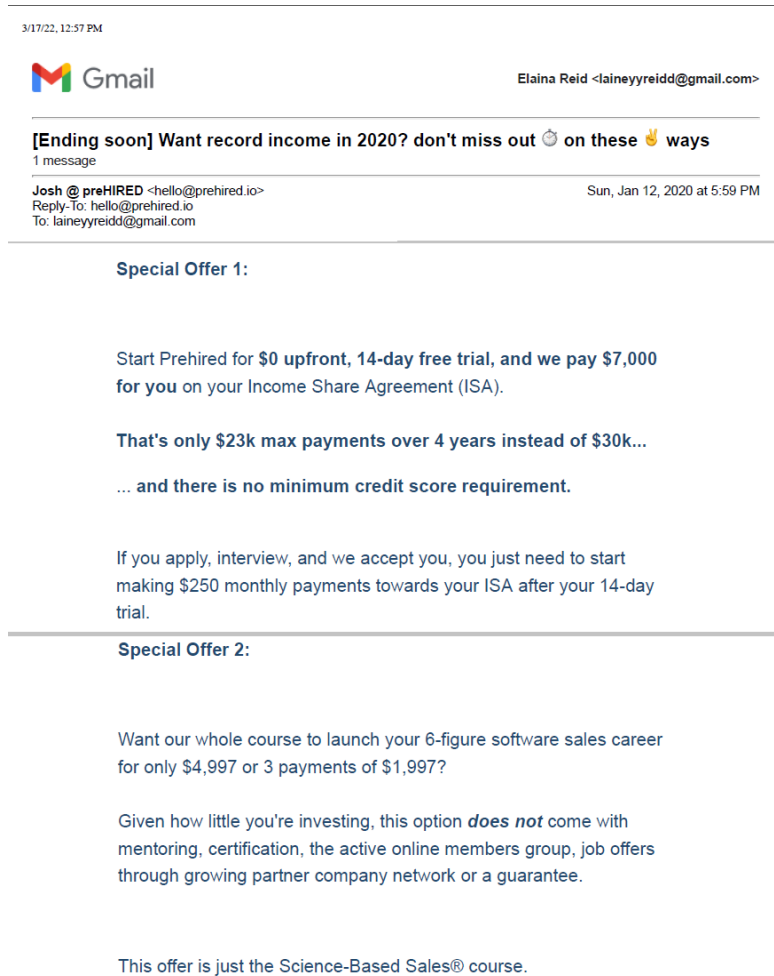 3/17/22, 12:57 PM
Gmail
Elaina Reid <laineyyreidd@gmail.com>
[Ending soon] Want record income in 2020? don't miss out ⏱ on these ✌ ways
1 message
Josh @ preHIRED <hello@prehired.io>
Sun, Jan 12, 2020 at 5:59 PM
Reply-To: hello@prehired.io
To: laineyyreidd@gmail.com
Special Offer 1:
Start Prehired for $0 upfront, 14-day free trial, and we pay $7,000
for you on your Income Share Agreement (ISA).
That's only $23k max payments over 4 years instead of $30k...
... and there is no minimum credit score requirement.
If you apply, interview, and we accept you, you just need to start
making $250 monthly payments towards your ISA after your 14-day
trial.
Special Offer 2:
Want our whole course to launch your 6-figure software sales career
for only $4,997 or 3 payments of $1,997?
Given how little you're investing, this option does not come with
mentoring, certification, the active online members group, job offers
through growing partner company network or a guarantee.
This offer is just the Science-Based Sales® course.